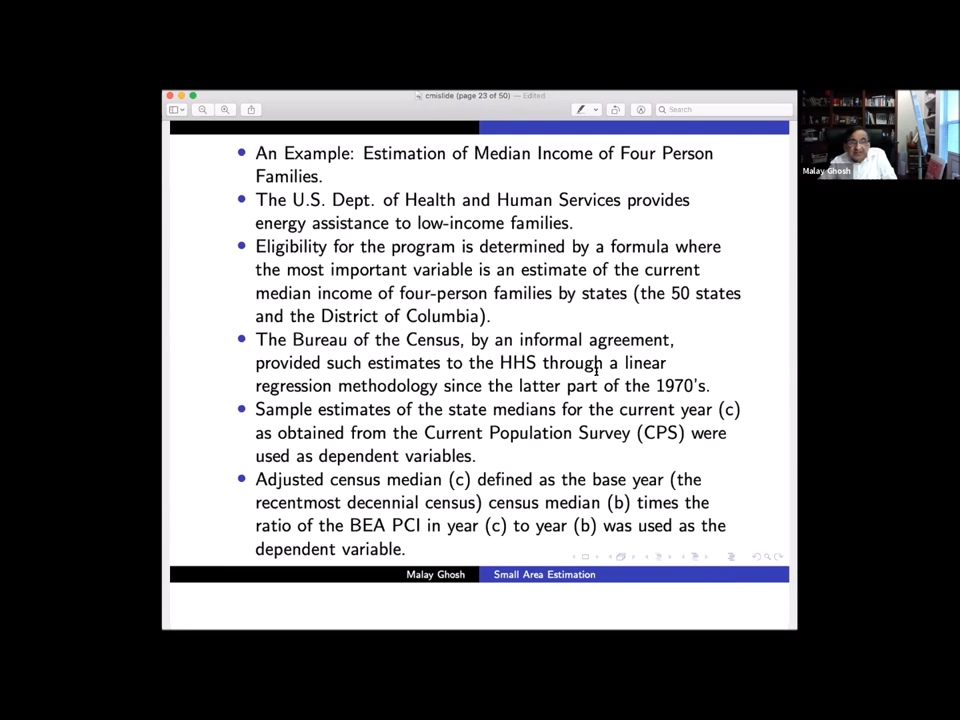 cmislide (page 23 of 50) — Edited
Search
• An Example: Estimation of Median Income of Four Person
Families.
• The U.S. Dept. of Health and Human Services provides
energy assistance to low-income families.
• Eligibility for the program is determined by a formula where
the most important variable is an estimate of the current
median income of four-person families by states (the 50 states
and the District of Columbia).
• The Bureau of the Census, by an informal agreement,
provided such estimates to the HHS through a linear
regression methodology since the latter part of the 1970's.
• Sample estimates of the state medians for the current year (c)
as obtained from the Current Population Survey (CPS) were
used as dependent variables.
• Adjusted census median (c) defined as the base year (the
recentmost decennial census) census median (b) times the
ratio of the BEA PCI in year (c) to year (b) was used as the
dependent variable.
Malay Ghosh
Small Area Estimation
Malay Ghosh